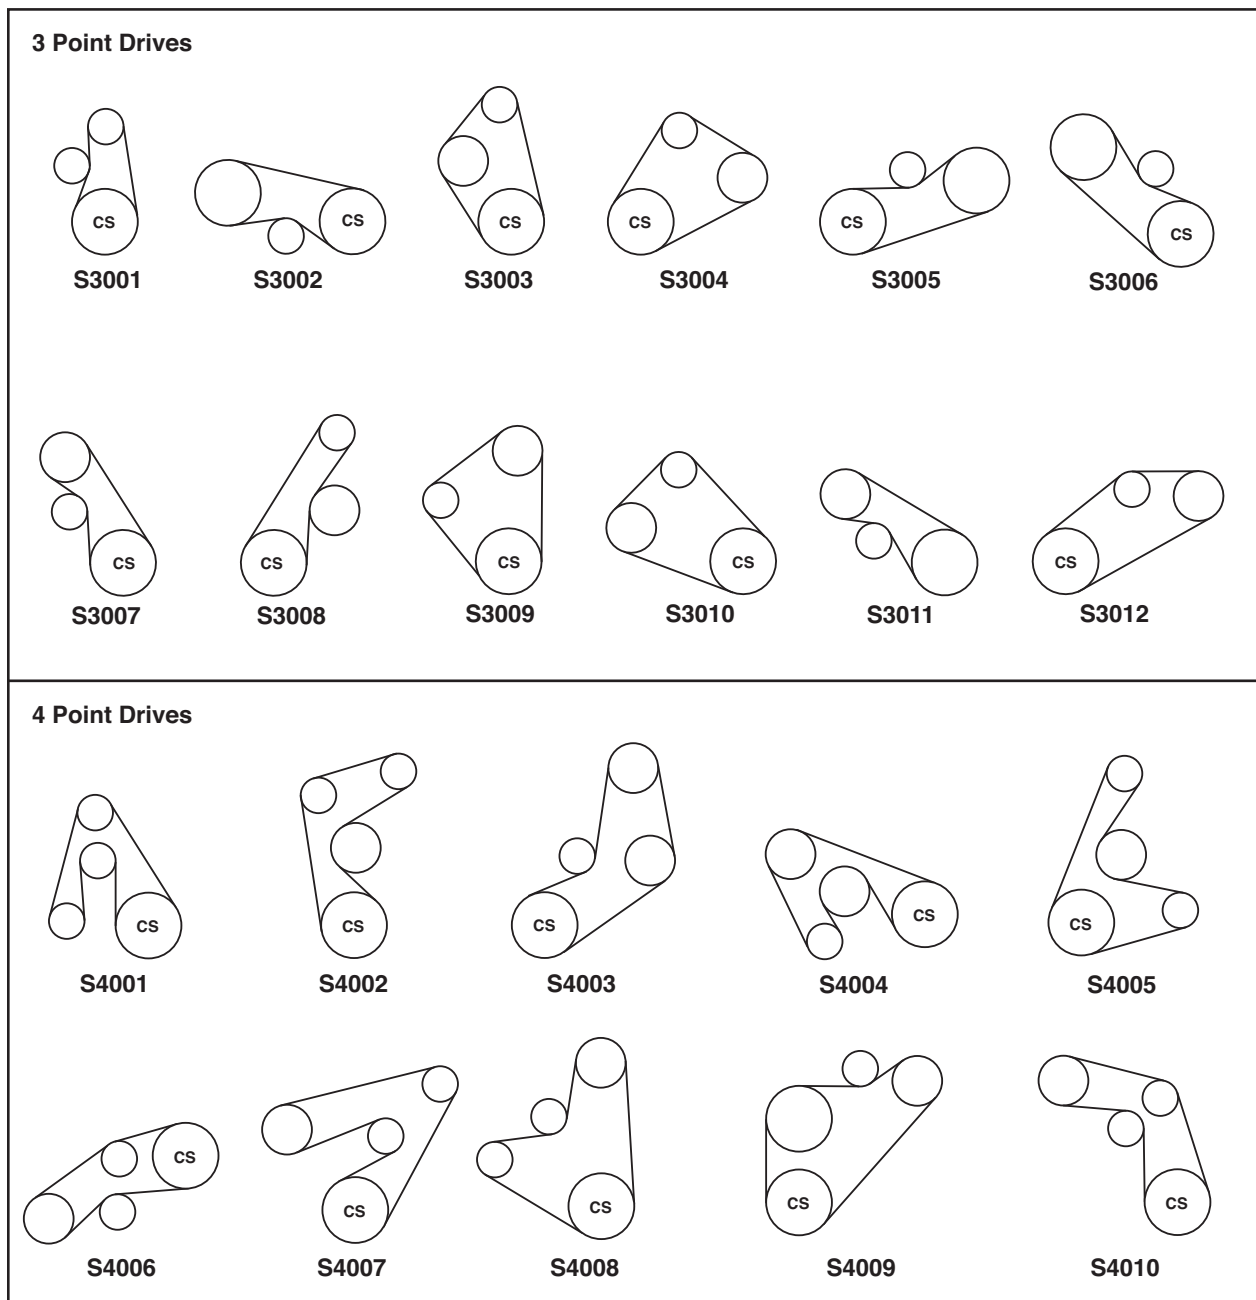 3 Point Drives
CS
CS
CS
CS
CS
CS
S3001 S3002 S3003 S3004 S3005 S3006
CS
CS
CS
CS
CS
S3007 S3008 S3009 S3010 S3011 S3012
4 Point Drives
CS
CS
CS
CS
CS
S4001 S4002 S4003 S4004 S4005
CS
CS
CS
CS
CS
S4006 S4007 S4008 S4009 S4010